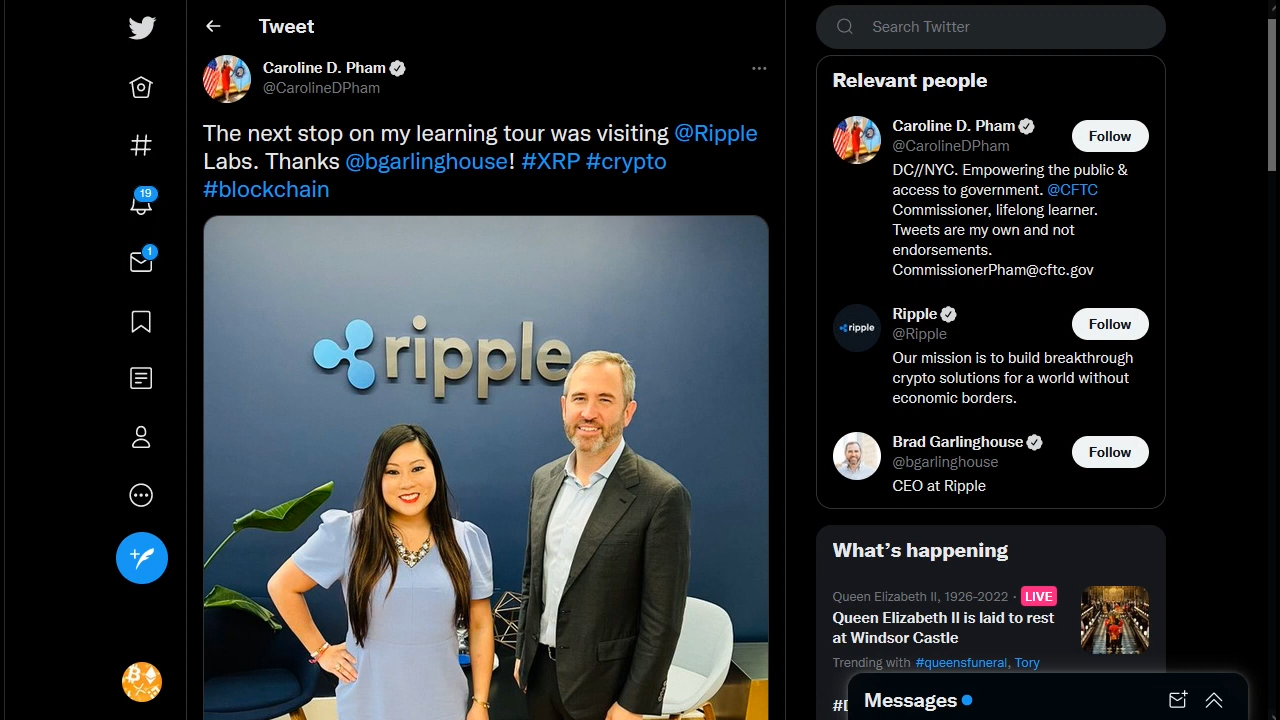 Tweet
Caroline D. Pham
@CarolineDPham
The next stop on my learning tour was visiting @Ripple
Labs. Thanks @bgarlinghouse! #XRP #crypto
#blockchain
ripple
19
1
Search Twitter
Relevant people
Caroline D. Pham
@CarolineDPham
Follow
DC//NYC. Empowering the public &
access to government. @CFTC
Commissioner, lifelong learner.
Tweets are my own and not
endorsements.
CommissionerPham@cftc.gov
ripple
Ripple
@Ripple
Follow
Our mission is to build breakthrough
crypto solutions for a world without
economic borders.
Brad Garlinghouse
@bgarlinghouse
Follow
CEO at Ripple
What's happening
Queen Elizabeth II, 1926-2022 · LIVE
Queen Elizabeth II is laid to rest
at Windsor Castle
Trending with #queensfuneral, Tory
Messages